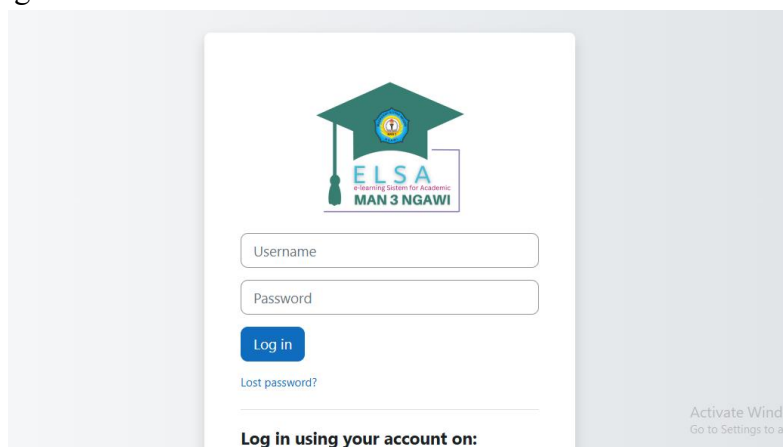 g
ELSA
e-learning Sistem for Academic
MAN 3 NGAWI
Username
Password
Log in
Lost password?
Log in using your account on:
Activate Wind
Go to Settings to a